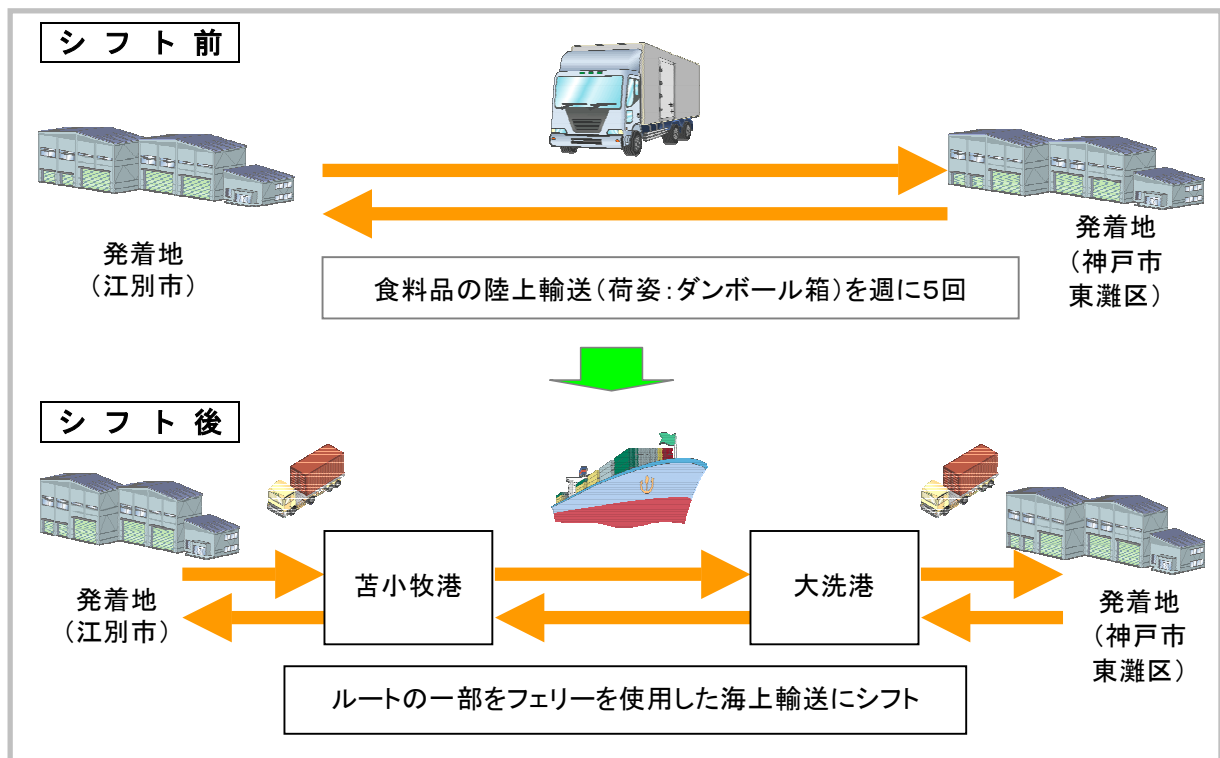 シフト前
発着地
（江別市）
発着地
（神戸市
東灘区）
食料品の陸上輸送（荷姿：ダンボール箱）を週に５回
シフト後
発着地
（江別市）
苫小牧港
大洗港
発着地
（神戸市
東灘区）
ルートの一部をフェリーを使用した海上輸送にシフト